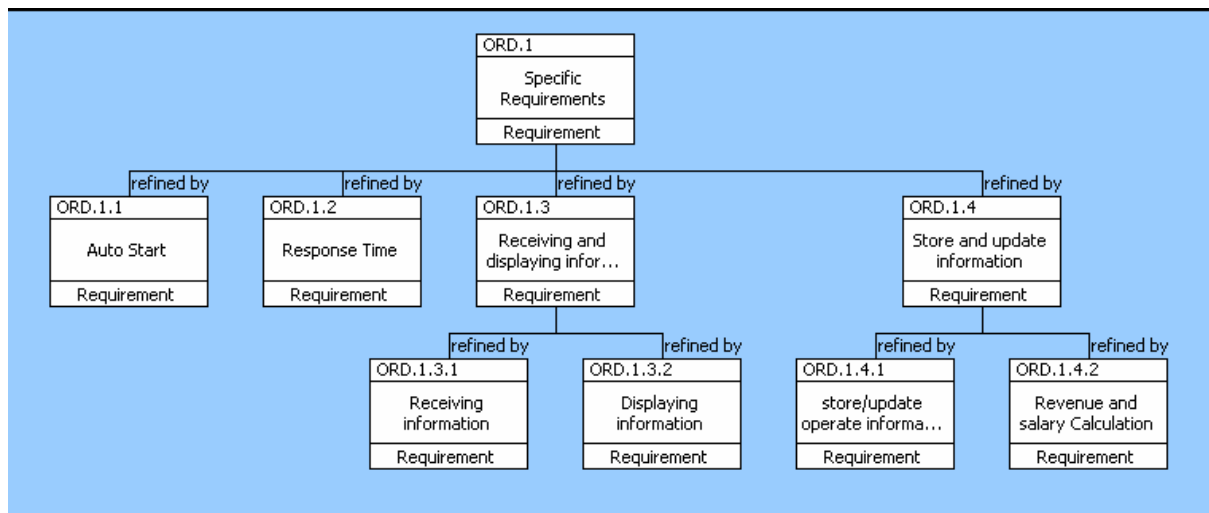 ORD.1
Specific
Requirements
Requirement
refined by
refined by
refined by
refined by
ORD.1.1
Auto Start
Requirement
ORD.1.2
Response Time
Requirement
ORD.1.3
Receiving and
displaying infor...
Requirement
ORD.1.4
Store and update
information
Requirement
refined by
refined by
refined by
refined by
ORD.1.3.1
Receiving
information
Requirement
ORD.1.3.2
Displaying
information
Requirement
ORD.1.4.1
store/update
operate informa...
Requirement
ORD.1.4.2
Revenue and
salary Calculation
Requirement